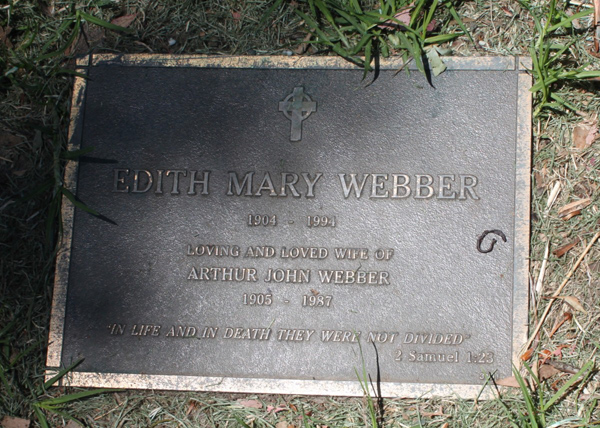 EDITH MARY WEBBER
1904 - 1994
LOVING AND LOVED WIFE OF
ARTHUR JOHN WEBBER
1905 - 1987
"IN LIFE AND IN DEATH THEY WERE NOT DIVIDED"
2 Samuel 1:23